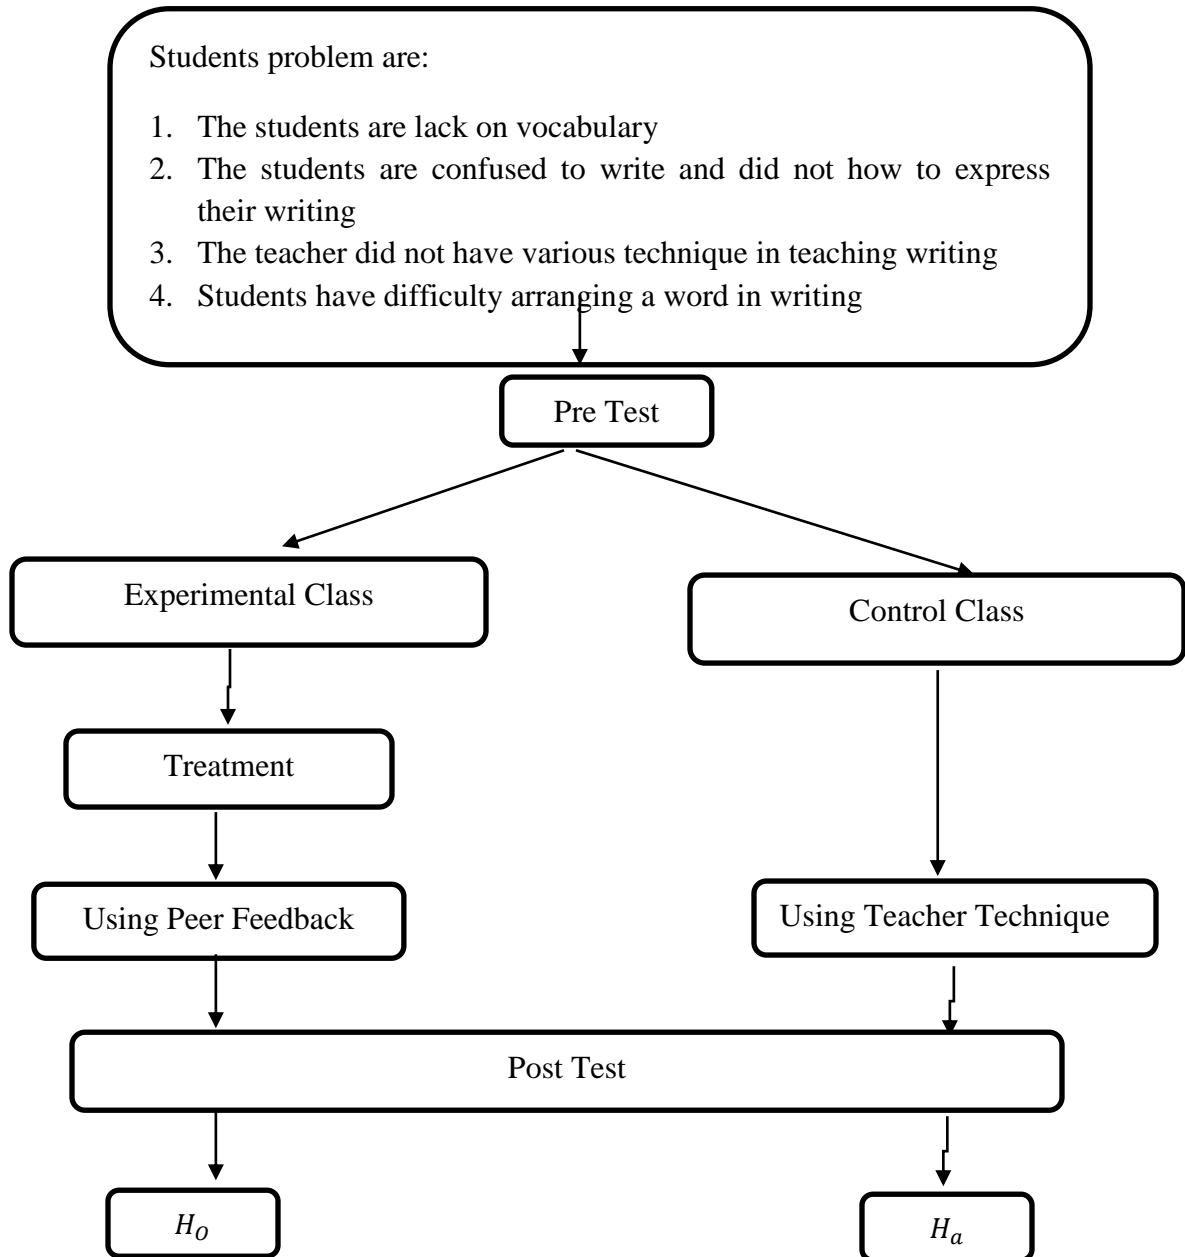 Students problem are:
1. The students are lack on vocabulary
2. The students are confused to write and did not how to express
their writing
3. The teacher did not have various technique in teaching writing
4. Students have difficulty arranging a word in writing
Pre Test
Experimental Class
Control Class
Treatment
Using Peer Feedback
Using Teacher Technique
Post Test
H_O
H_a